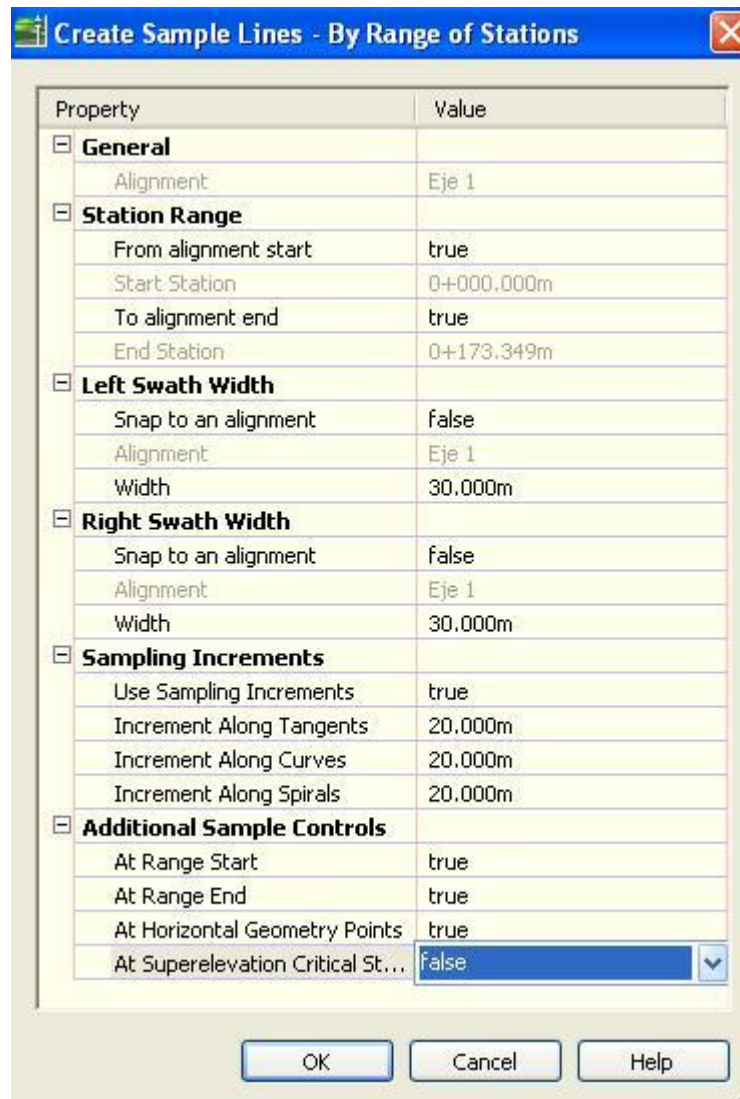 Create Sample Lines - By Range of Stations
Property Value
General
Alignment Eje 1
Station Range
From alignment start true
Start Station 0+000.000m
To alignment end true
End Station 0+173.349m
Left Swath Width
Snap to an alignment false
Alignment Eje 1
Width 30.000m
Right Swath Width
Snap to an alignment false
Alignment Eje 1
Width 30.000m
Sampling Increments
Use Sampling Increments true
Increment Along Tangents 20.000m
Increment Along Curves 20.000m
Increment Along Spirals 20.000m
Additional Sample Controls
At Range Start true
At Range End true
At Horizontal Geometry Points true
At Superelevation Critical St... false
OK Cancel Help